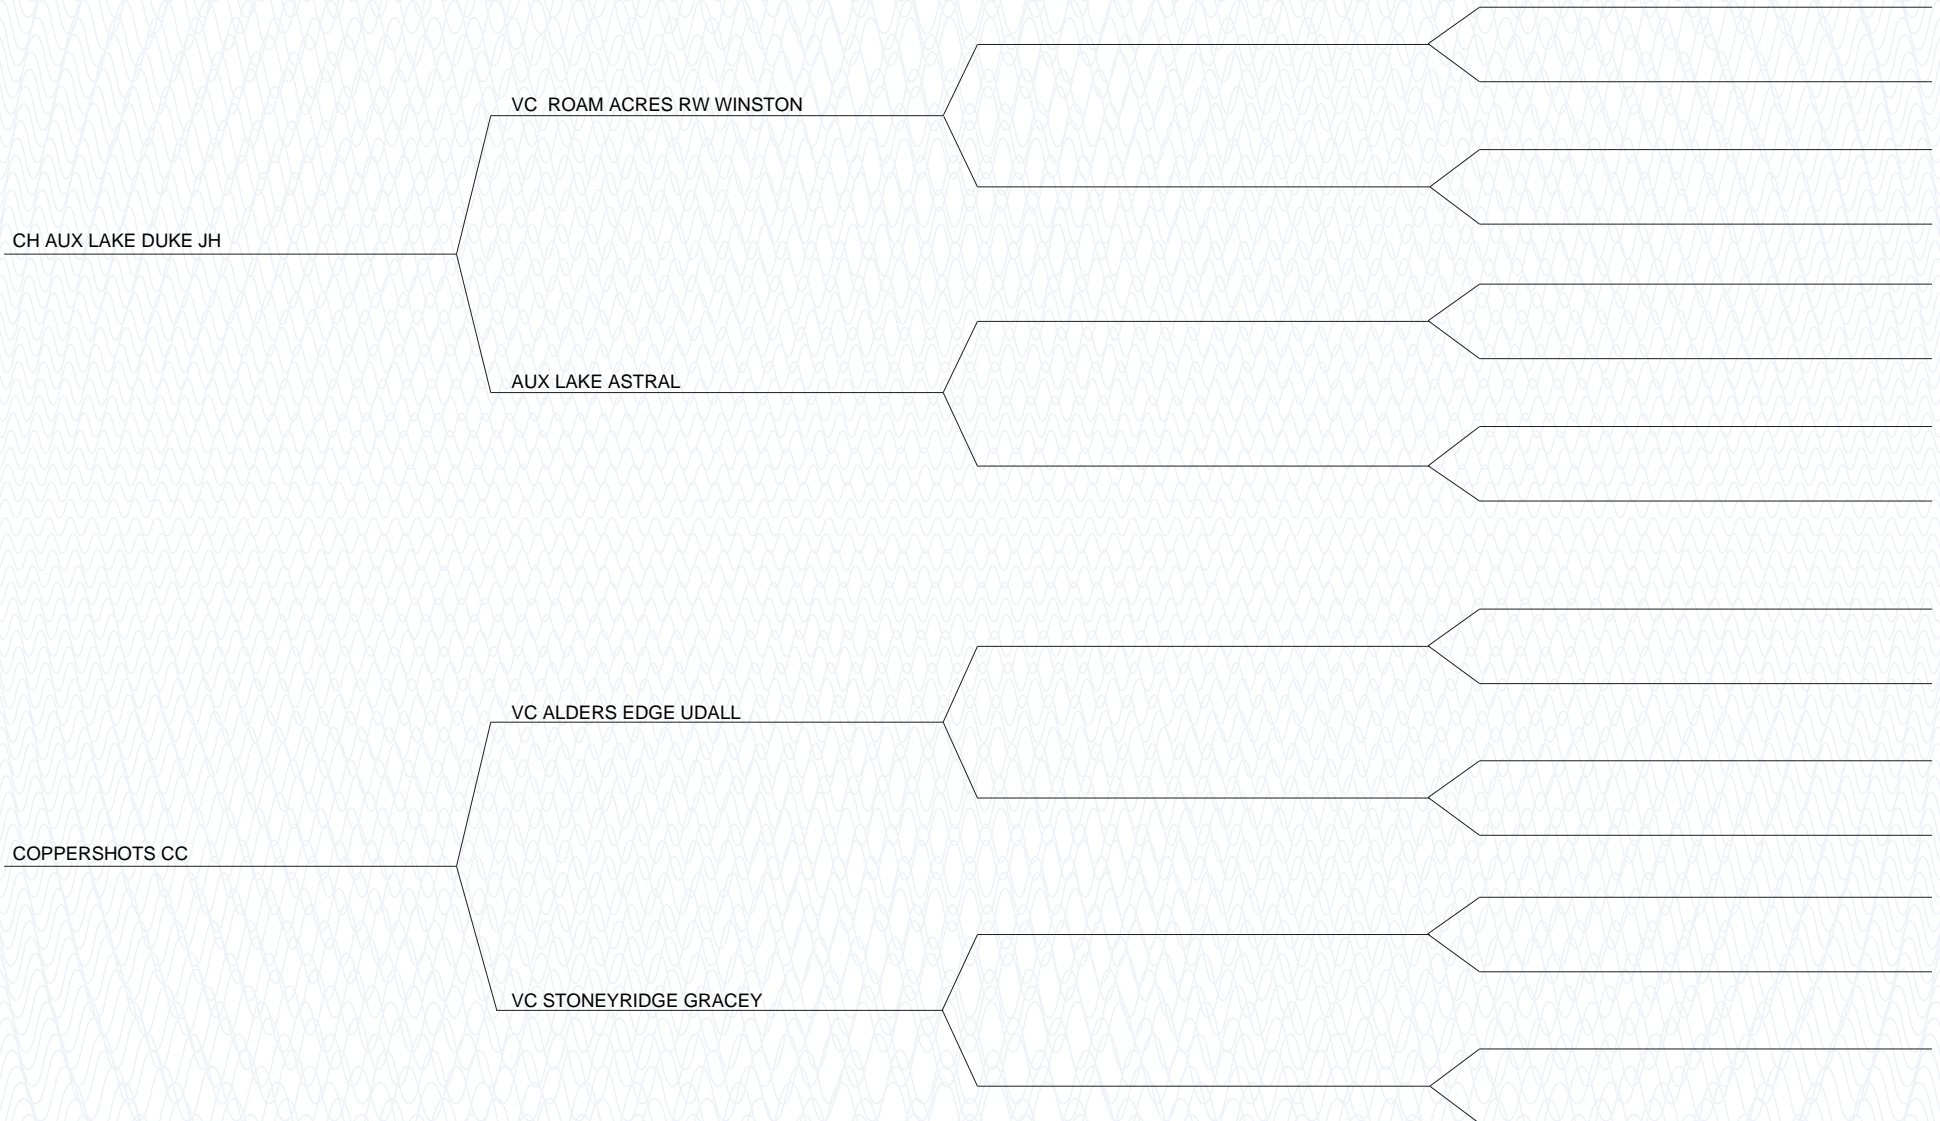 VC  ROAM ACRES RW WINSTON
CH AUX LAKE DUKE JH
AUX LAKE ASTRAL
VC ALDERS EDGE UDALL
COPPERSHOTS CC
VC STONEYRIDGE GRACEY